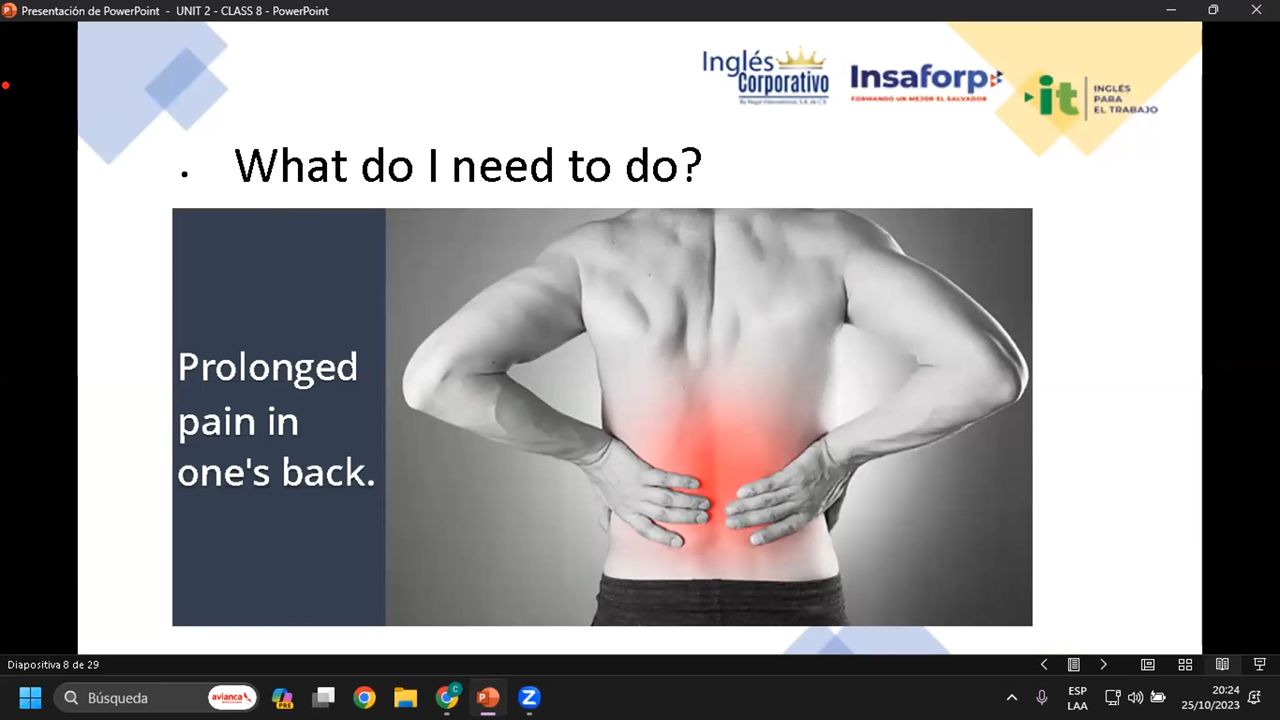 Presentación de PowerPoint - UNIT 2 - CLASS 8 - PowerPoint
Inglés
Corporativo
Insaforp
FORMANDO UN MEJOR EL SALVADOR
it
INGLÉS
PARA
EL TRABAJO
• What do I need to do?
Prolonged
pain in
one's back.
Diapositiva 8 de 29
Búsqueda
avianca
PRE
ESP
LAA
20:24
25/10/2023